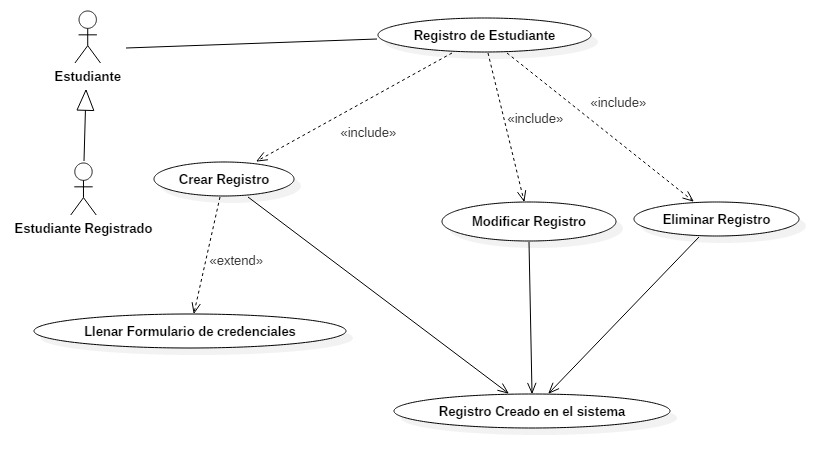 Registro de Estudiante
Estudiante
«include»
«include»
«include»
Crear Registro
Modificar Registro
Eliminar Registro
Estudiante Registrado
«extend»
Llenar Formulario de credenciales
Registro Creado en el sistema